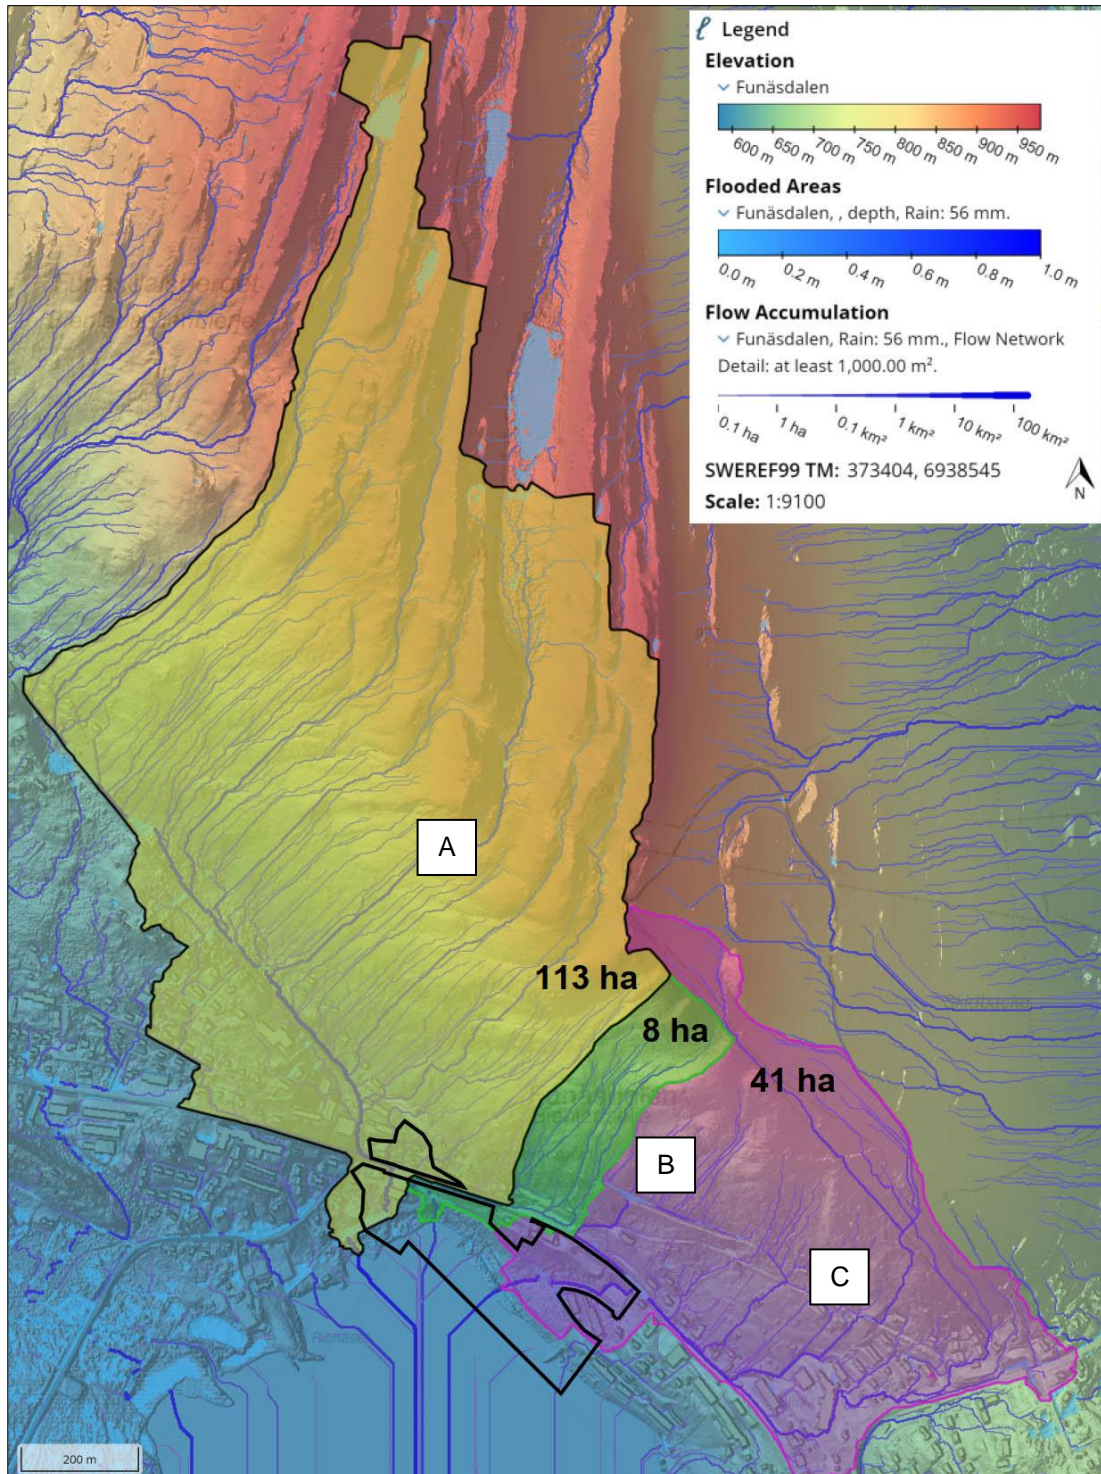 Legend
Elevation
Funäsdalen
600 m 650 m 700 m 750 m 800 m 850 m 900 m 950 m
Flooded Areas
Funäsdalen, , depth, Rain: 56 mm.
0.0 m 0.2 m 0.4 m 0.6 m 0.8 m 1.0 m
Flow Accumulation
Funäsdalen, Rain: 56 mm., Flow Network
Detail: at least 1,000.00 m².
0.1 ha 1 ha 0.1 km² 1 km² 10 km² 100 km²
SWEREF99 TM: 373404, 6938545
Scale: 1:9100
N
A
113 ha
8 ha
41 ha
B
C
200 m